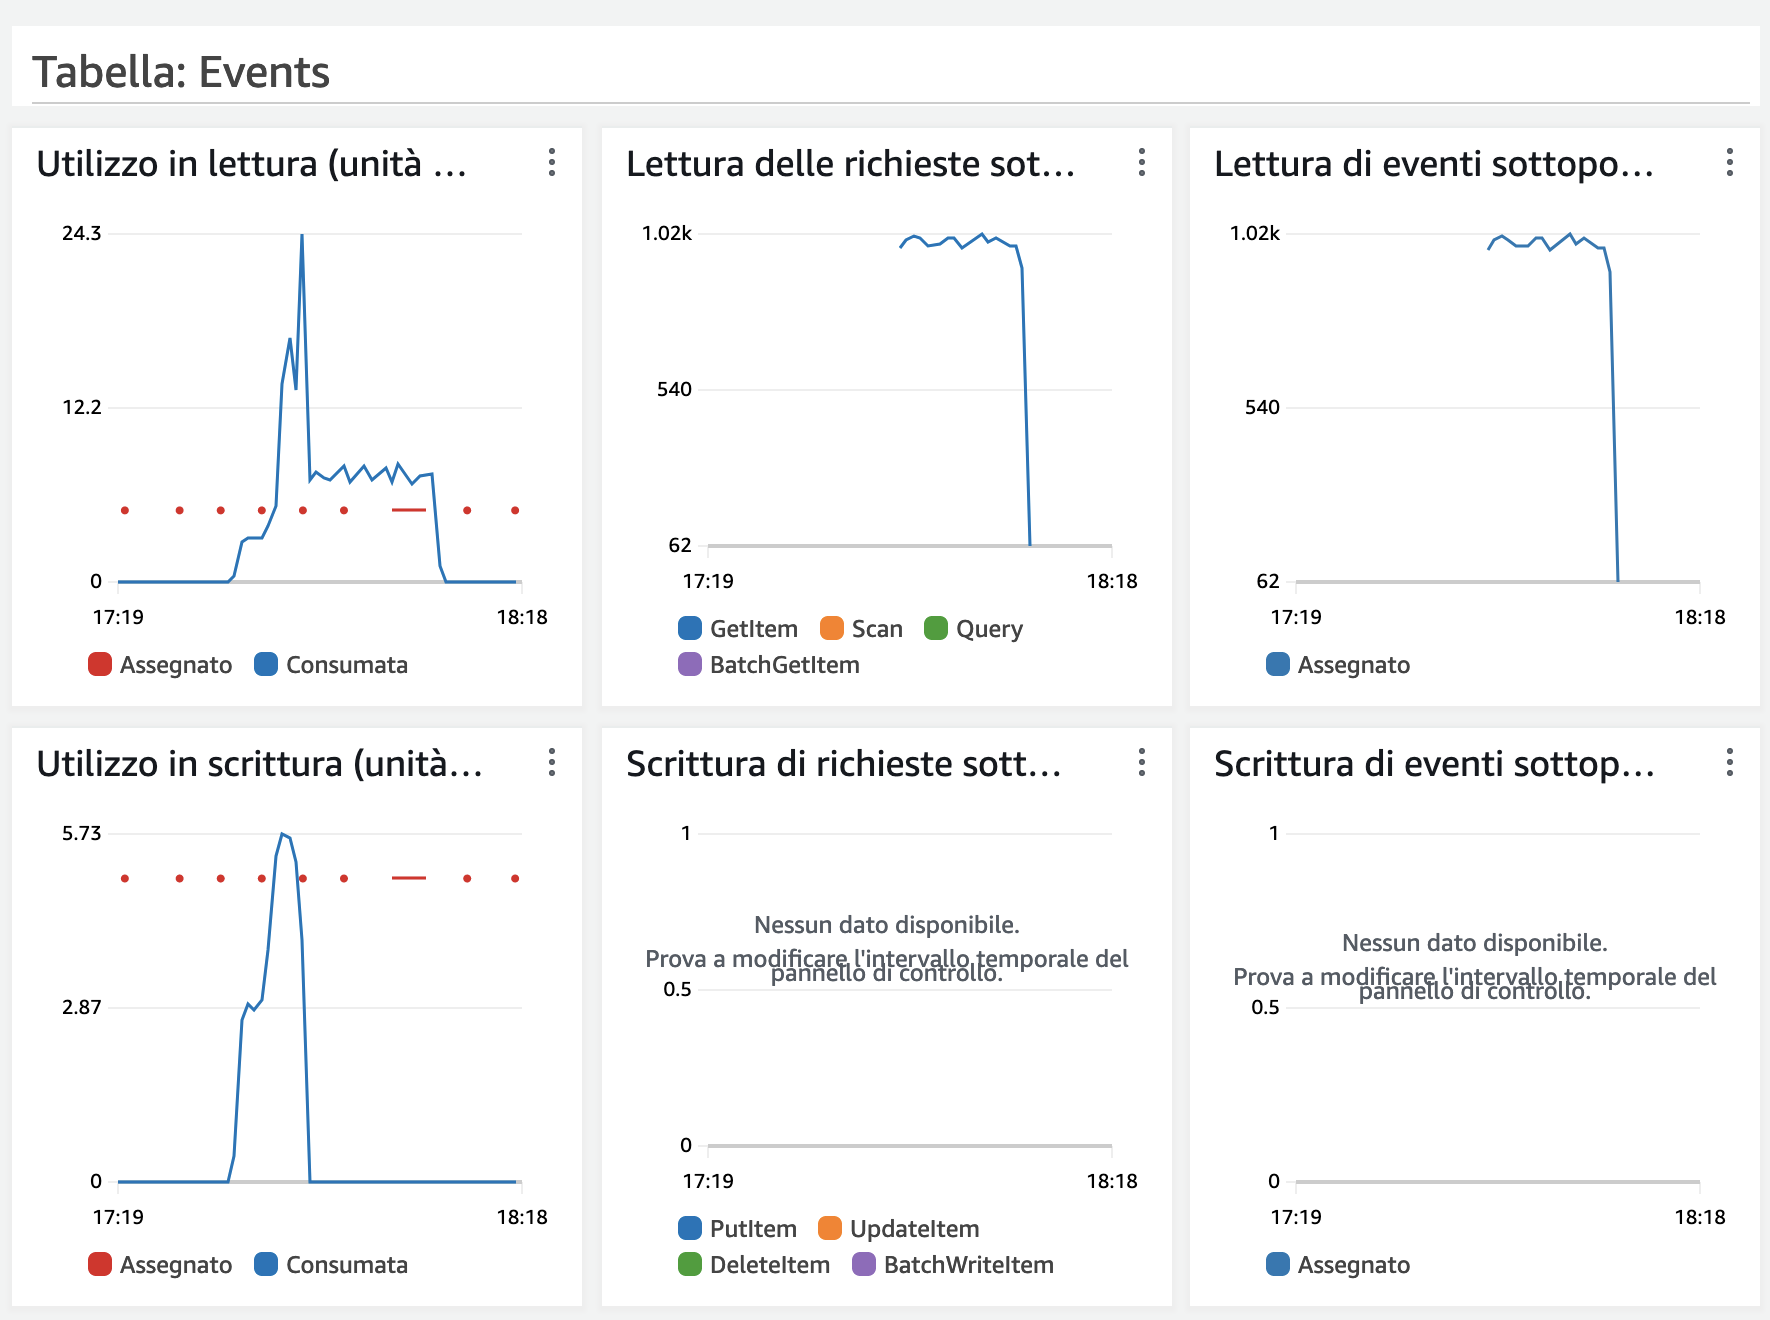 Tabella: Events
Utilizzo in lettura (unità ...
24.3
12.2
0
17:19 18:18
Assegnato Consumata
Lettura delle richieste sot...
1.02k
540
62
17:19 18:18
GetItem Scan Query
BatchGetItem
Lettura di eventi sottopo...
1.02k
540
62
17:19 18:18
Assegnato
Utilizzo in scrittura (unità...
5.73
2.87
0
17:19 18:18
Assegnato Consumata
Scrittura di richieste sott...
1
Nessun dato disponibile.
Prova a modificare l'intervallo temporale del
pannello di controllo.
0.5
0
17:19 18:18
PutItem UpdateItem
DeleteItem BatchWriteItem
Scrittura di eventi sottop...
1
Nessun dato disponibile.
Prova a modificare l'intervallo temporale del
pannello di controllo.
0.5
0
17:19 18:18
Assegnato